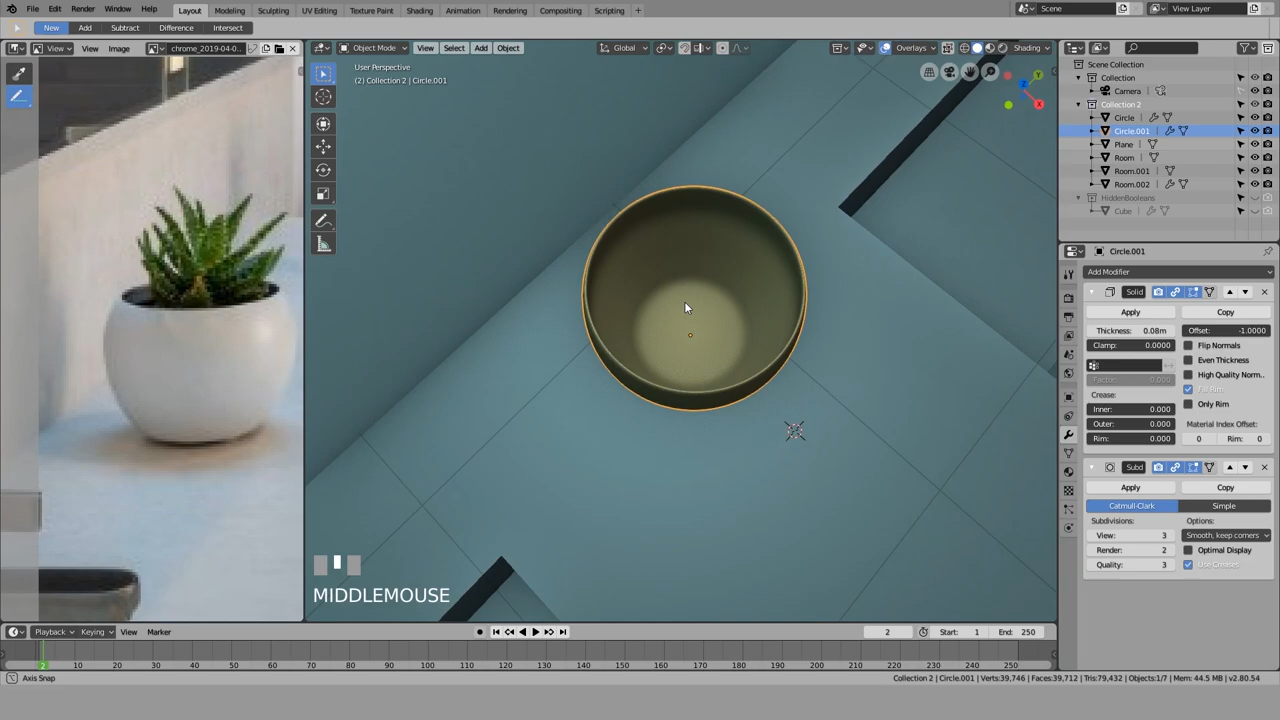 File Edit Render Window Help Layout Modeling Sculpting UV Editing Texture Paint Shading Animation Rendering Compositing Scripting + Scene View Layer
New Add Subtract Difference Intersect
View View Image chrome_2019-04-0... Object Mode View Select Add Object Global Overlays Shading
User Perspective
(2) Collection 2 | Circle.001
Y
Z
X
MIDDLEMOUSE
Scene Collection
Collection
Camera
Collection 2
Circle
Circle.001
Plane
Room
Room.001
Room.002
HiddenBooleans
Cube
Circle.001
Add Modifier
Solid
Apply Copy
Thickness: 0.08m Offset: -1.0000
Clamp: 0.0000 Flip Normals
Even Thickness
Factor: 0.000 High Quality Norm..
Crease: Fill Rim
Inner: 0.000 Only Rim
Outer: 0.000 Material Index Offset:
Rim: 0.000 0 Rim: 0
Subd
Apply Copy
Catmull-Clark Simple
Subdivisions: Options:
View: 3 Smooth, keep corners
Render: 2 Optimal Display
Quality: 3 Use Creases
Playback Keying View Marker 2 Start: 1 End: 250
2 10 20 30 40 50 60 70 80 90 100 110 120 130 140 150 160 170 180 190 200 210 220 230 240 250
Axis Snap Collection 2 | Circle.001 | Verts:39,746 | Faces:39,712 | Tris:79,432 | Objects:1/7 | Mem: 44.5 MB | v2.80.54